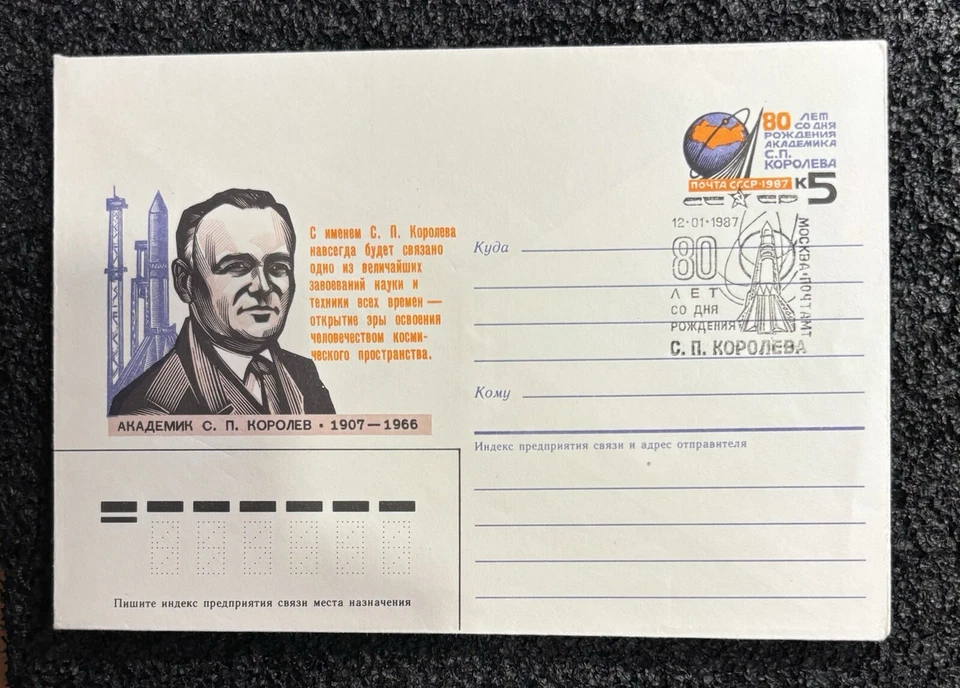 80 ЛЕТ
СО ДНЯ
РОЖДЕНИЯ
АКАДЕМИКА
С.П.
КОРОЛЕВА
ПОЧТА СССР·1987 К5
12·01·1987
80
ЛЕТ
СО ДНЯ
РОЖДЕНИЯ
С. П. КОРОЛЕВА
МОСКВА·ПОЧТАМТ
С именем С. П. Королева
навсегда будет связано
одно из величайших
завоеваний науки и
техники всех времен —
открытие эры освоения
человечеством косми-
ческого пространства.
АКАДЕМИК С. П. КОРОЛЕВ · 1907—1966
Куда
Кому
Индекс предприятия связи и адрес отправителя
Пишите индекс предприятия связи места назначения